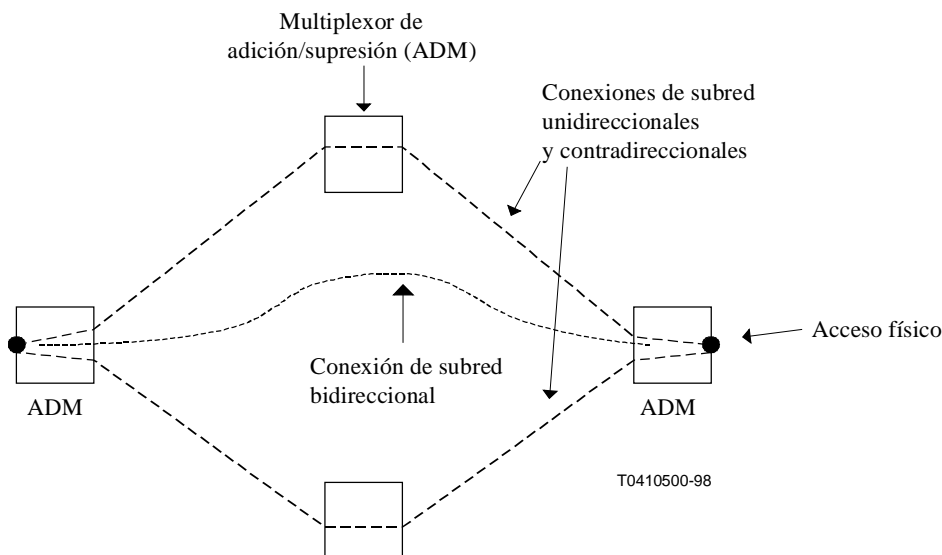 Multiplexor de
adición/supresión (ADM)
Conexiones de subred
unidireccionales
y contradireccionales
Acceso físico
Conexión de subred
bidireccional
ADM
ADM
T0410500-98